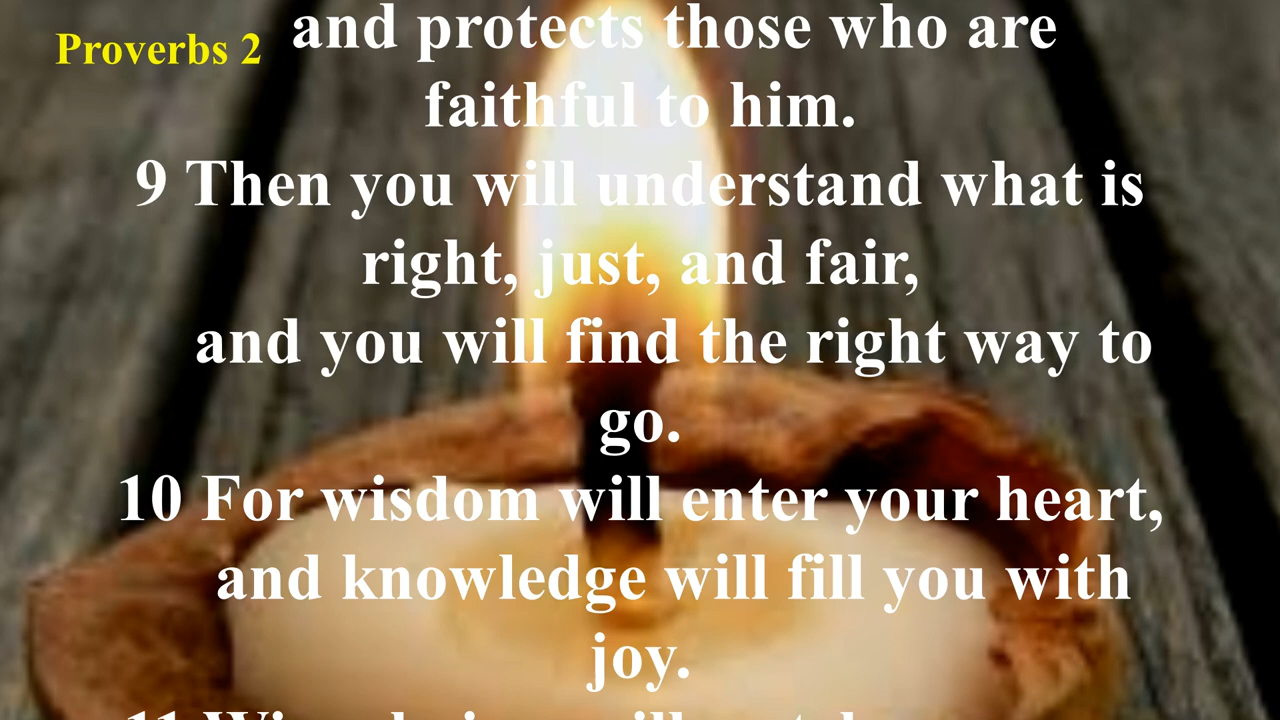 Proverbs 2
and protects those who are
faithful to him.
9 Then you will understand what is
right, just, and fair,
and you will find the right way to
go.
10 For wisdom will enter your heart,
and knowledge will fill you with
joy.
11